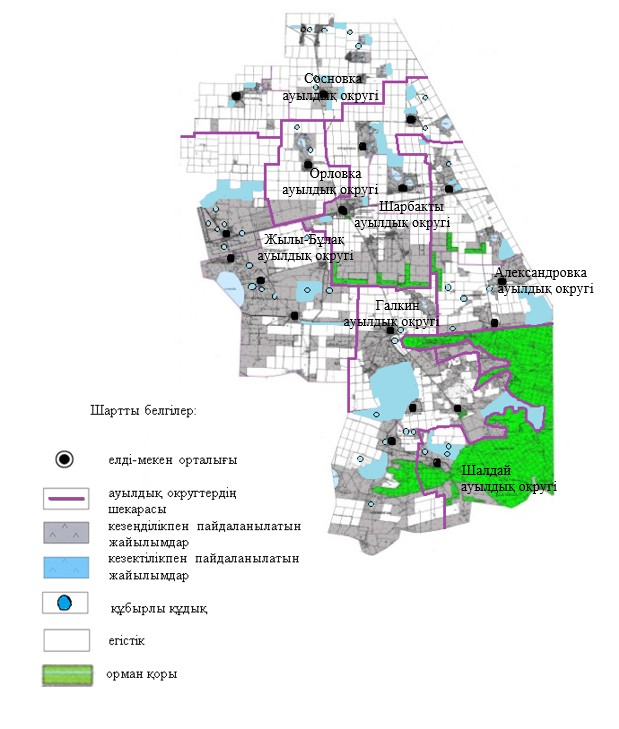 Сосновка
ауылдық округі
Орловка
ауылдық округі
Шарбакты
ауылдық округі
Жылы-Бұлақ
ауылдық округі
Александровка
ауылдық округі
Галкин
ауылдық округі
Шалдай
ауылдық округі
Шартты белгілер:
елді-мекен орталығы
ауылдық округтердің
шекарасы
кезеңділікпен пайдаланылатын
жайылымдар
кезектілікпен пайдаланылатын
жайылымдар
құбырлы құдық
егістік
орман қоры